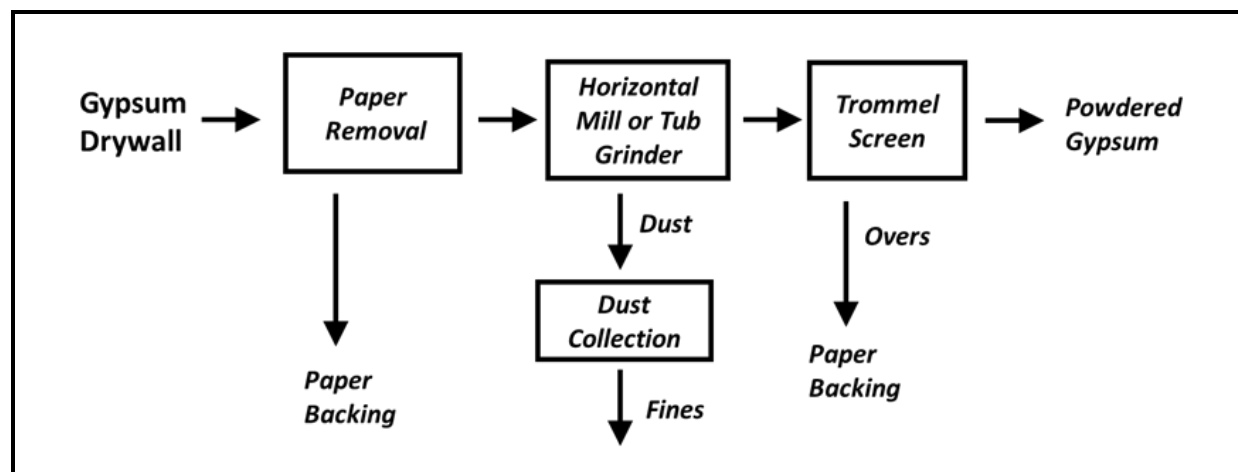 Gypsum
Drywall
Paper
Removal
Horizontal
Mill or Tub
Grinder
Trommel
Screen
Powdered
Gypsum
Dust
Overs
Dust
Collection
Paper
Backing
Fines
Paper
Backing